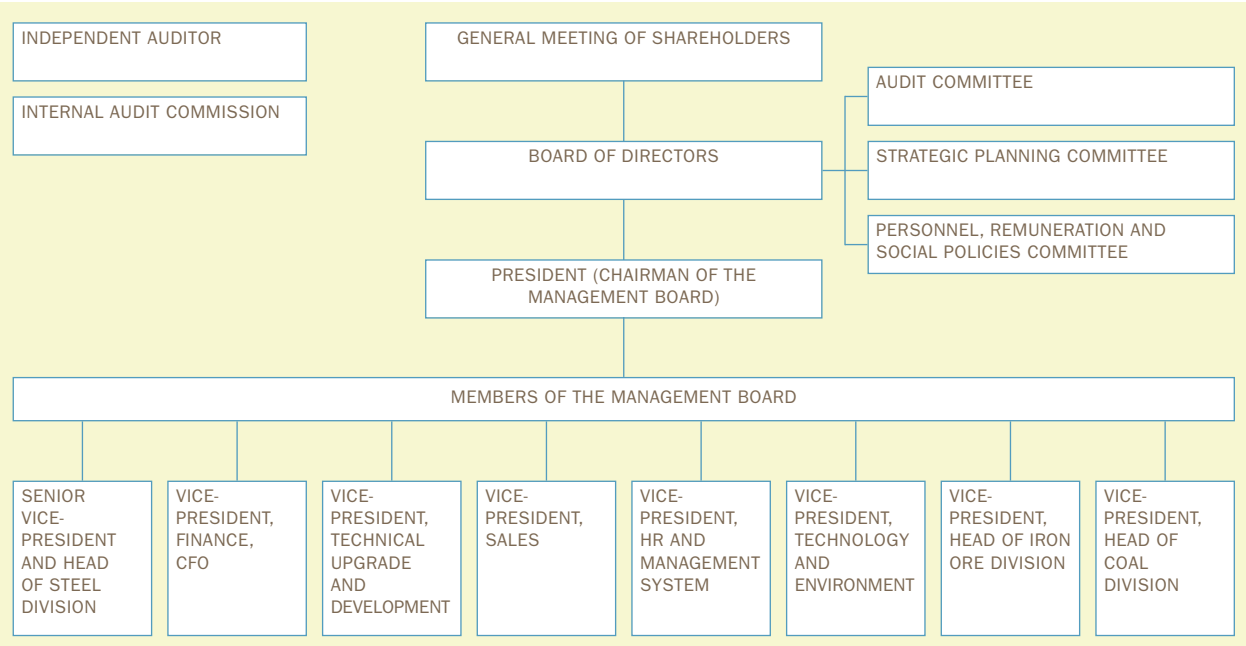 INDEPENDENT AUDITOR
GENERAL MEETING OF SHAREHOLDERS
AUDIT COMMITTEE
INTERNAL AUDIT COMMISSION
BOARD OF DIRECTORS
STRATEGIC PLANNING COMMITTEE
PERSONNEL, REMUNERATION AND
SOCIAL POLICIES COMMITTEE
PRESIDENT (CHAIRMAN OF THE
MANAGEMENT BOARD)
MEMBERS OF THE MANAGEMENT BOARD
SENIOR
VICE-
PRESIDENT
AND HEAD
OF STEEL
DIVISION
VICE-
PRESIDENT,
FINANCE,
CFO
VICE-
PRESIDENT,
TECHNICAL
UPGRADE
AND
DEVELOPMENT
VICE-
PRESIDENT,
SALES
VICE-
PRESIDENT,
HR AND
MANAGEMENT
SYSTEM
VICE-
PRESIDENT,
TECHNOLOGY
AND
ENVIRONMENT
VICE-
PRESIDENT,
HEAD OF IRON
ORE DIVISION
VICE-
PRESIDENT,
HEAD OF
COAL
DIVISION